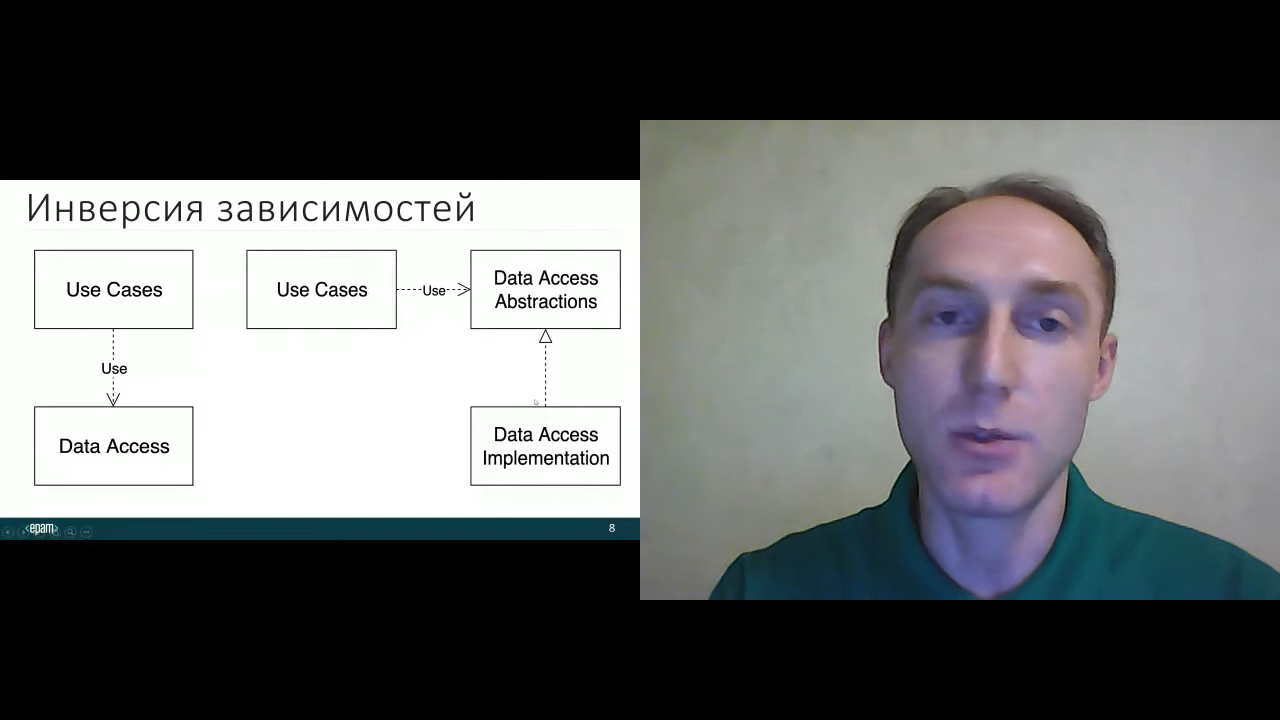 Инверсия зависимостей
Use Cases
Use
Data Access
Use Cases
Use
Data Access
Abstractions
Data Access
Implementation
<epam>
8